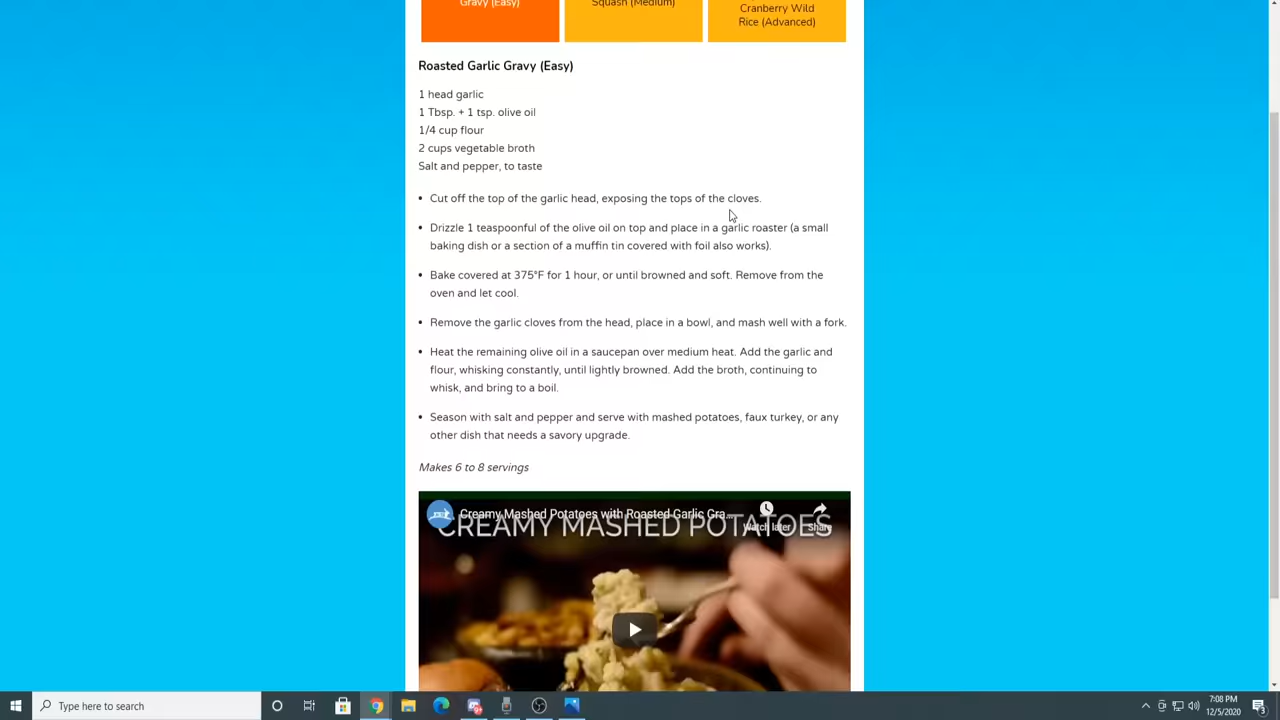 Gravy (Easy)
Squash (Medium)
Cranberry Wild
Rice (Advanced)
Roasted Garlic Gravy (Easy)
1 head garlic
1 Tbsp. + 1 tsp. olive oil
1/4 cup flour
2 cups vegetable broth
Salt and pepper, to taste
• Cut off the top of the garlic head, exposing the tops of the cloves.
• Drizzle 1 teaspoonful of the olive oil on top and place in a garlic roaster (a small
baking dish or a section of a muffin tin covered with foil also works).
• Bake covered at 375°F for 1 hour, or until browned and soft. Remove from the
oven and let cool.
• Remove the garlic cloves from the head, place in a bowl, and mash well with a fork.
• Heat the remaining olive oil in a saucepan over medium heat. Add the garlic and
flour, whisking constantly, until lightly browned. Add the broth, continuing to
whisk, and bring to a boil.
• Season with salt and pepper and serve with mashed potatoes, faux turkey, or any
other dish that needs a savory upgrade.
Makes 6 to 8 servings
Creamy Mashed Potatoes with Roasted Garlic Gra...
CREAMY MASHED POTATOES
Watch later
Share
Type here to search
7:08 PM
12/5/2020
3